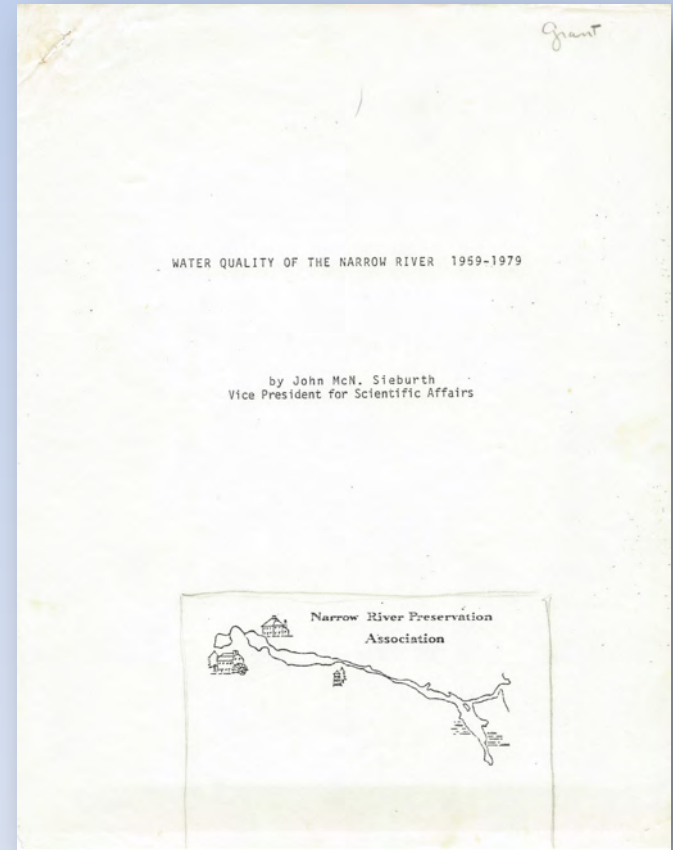 Grant
WATER QUALITY OF THE NARROW RIVER 1959-1979
by John McN. Sieburth
Vice President for Scientific Affairs
Narrow River Preservation
Association